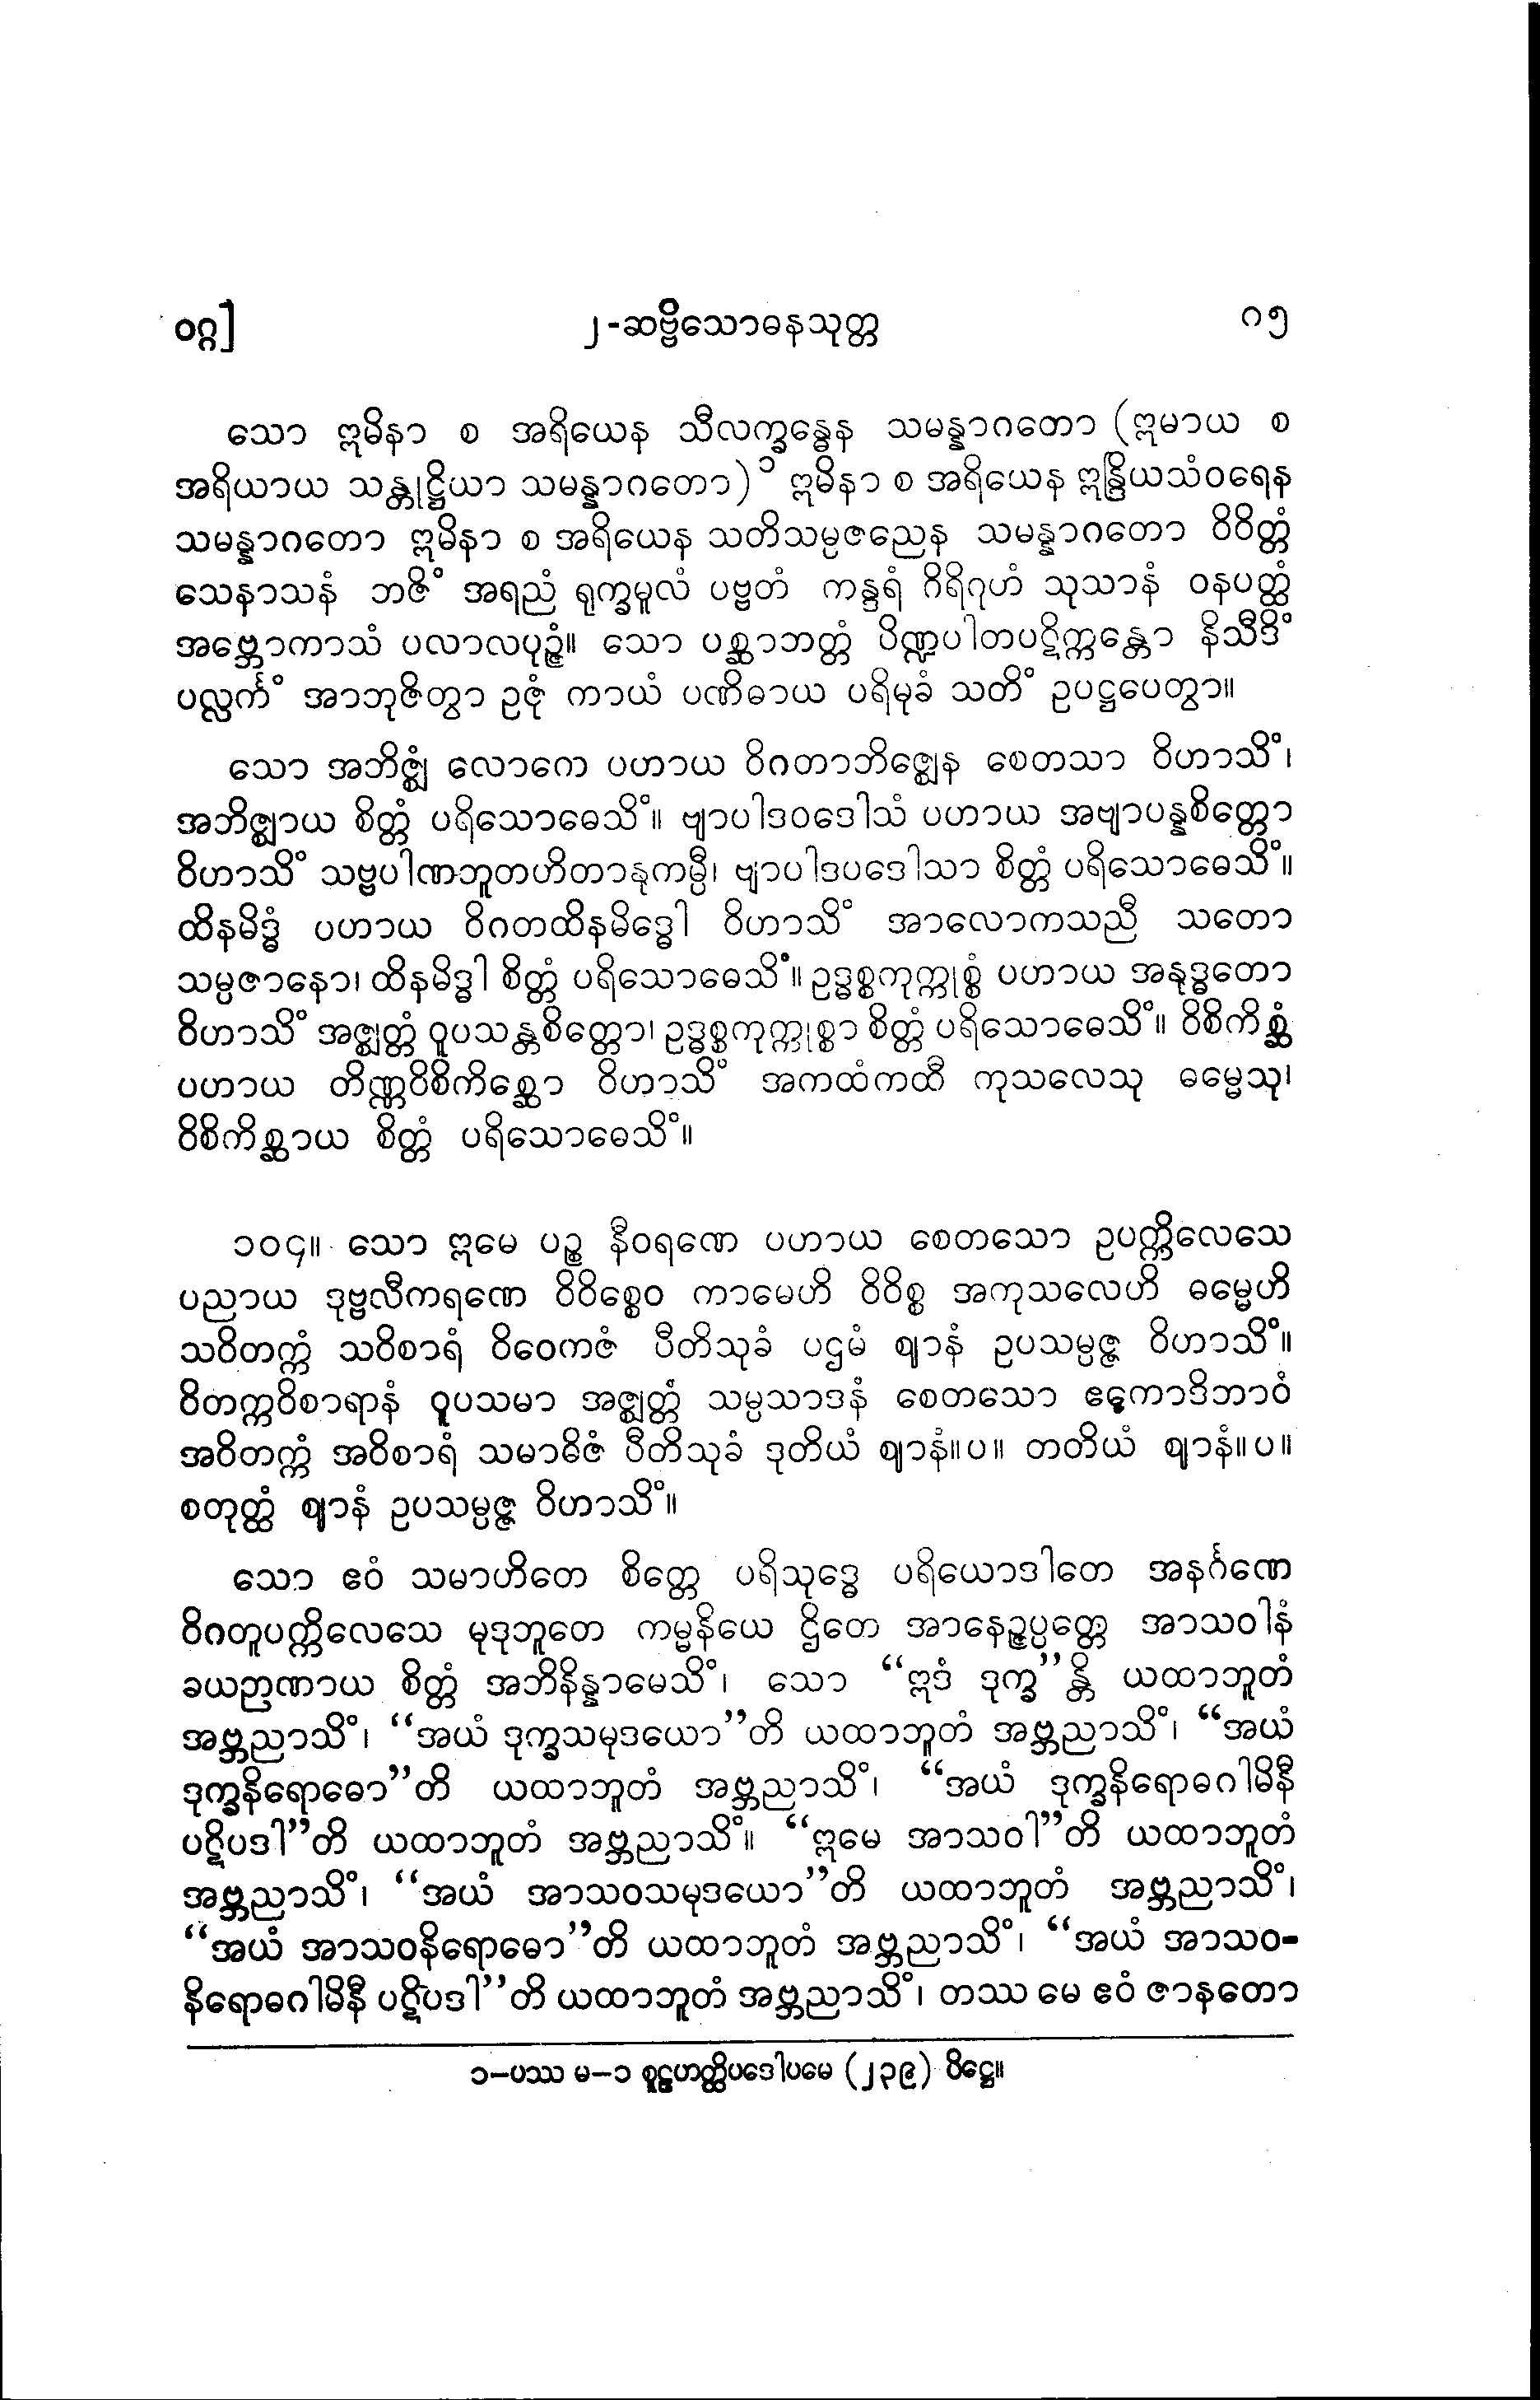 ဝဂ္ဂ]
၂-ဆဗ္ဗိသောဓနသုတ္တ
၈၅
သော ဣမိနာ စ အရိယေန သီလက္ခန္ဓေန သမန္နာဂတော (ဣမာယ စ
အရိယာယ သန္တုဋ္ဌိယာ သမန္နာဂတော)၁ ဣမိနာ စ အရိယေန ဣန္ဒြိယသံဝရေန
သမန္နာဂတော ဣမိနာ စ အရိယေန သတိသမ္ပဇညေန သမန္နာဂတော ဝိဝိတ္တံ
သေနာသနံ ဘဇိံ အရညံ ရုက္ခမူလံ ပဗ္ဗတံ ကန္ဒရံ ဂိရိဂုဟံ သုသာနံ ဝနပတ္ထံ
အဗ္ဘောကာသံ ပလာလပုဉ္ဇံ။ သော ပစ္ဆာဘတ္တံ ပိဏ္ဍပါတပဋိက္ကန္တော နိသီဒိံ
ပလ္လင်္ကံ အာဘုဇိတွာ ဥဇုံ ကာယံ ပဏိဓာယ ပရိမုခံ သတိံ ဥပဋ္ဌပေတွာ။
သော အဘိဇ္ဈံ လောကေ ပဟာယ ဝိဂတာဘိဇ္ဈေန စေတသာ ဝိဟာသိံ၊
အဘိဇ္ဈာယ စိတ္တံ ပရိသောဓေသိံ။ ဗျာပါဒဝဒေါသံ ပဟာယ အဗျာပန္နစိတ္တော
ဝိဟာသိံ သဗ္ဗပါဏဘူတဟိတာနုကမ္ပီ၊ ဗျာပါဒပဒေါသာ စိတ္တံ ပရိသောဓေသိံ။
ထိနမိဒ္ဓံ ပဟာယ ဝိဂတထိနမိဒ္ဓေါ ဝိဟာသိံ အာလောကသညီ သတော
သမ္ပဇာနော၊ ထိနမိဒ္ဓါ စိတ္တံ ပရိသောဓေသိံ။ ဥဒ္ဓစ္စကုက္ကုစ္စံ ပဟာယ အနုဒ္ဓတော
ဝိဟာသိံ အဇ္ဈတ္တံ ဝူပသန္တစိတ္တော၊ ဥဒ္ဓစ္စကုက္ကုစ္စာ စိတ္တံ ပရိသောဓေသိံ။ ဝိစိကိစ္ဆံ
ပဟာယ တိဏ္ဏဝိစိကိစ္ဆော ဝိဟာသိံ အကထံကထီ ကုသလေသု ဓမ္မေသု၊
ဝိစိကိစ္ဆာယ စိတ္တံ ပရိသောဓေသိံ။
၁၀၄။ သော ဣမေ ပဉ္စ နီဝရဏေ ပဟာယ စေတသော ဥပက္ကိလေသေ
ပညာယ ဒုဗ္ဗလီကရဏေ ဝိဝိစ္စေဝ ကာမေဟိ ဝိဝိစ္စ အကုသလေဟိ ဓမ္မေဟိ
သဝိတက္ကံ သဝိစာရံ ဝိဝေကဇံ ပီတိသုခံ ပဌမံ ဈာနံ ဥပသမ္ပဇ္ဇ ဝိဟာသိံ။
ဝိတက္ကဝိစာရာနံ ဝူပသမာ အဇ္ဈတ္တံ သမ္ပသာဒနံ စေတသော ဧကောဒိဘာဝံ
အဝိတက္ကံ အဝိစာရံ သမာဓိဇံ ပီတိသုခံ ဒုတိယံ ဈာနံ။ပ။ တတိယံ ဈာနံ။ပ။
စတုတ္ထံ ဈာနံ ဥပသမ္ပဇ္ဇ ဝိဟာသိံ။
သော ဧဝံ သမာဟိတေ စိတ္တေ ပရိသုဒ္ဓေ ပရိယောဒါတေ အနင်္ဂဏေ
ဝိဂတူပက္ကိလေသေ မုဒုဘူတေ ကမ္မနိယေ ဌိတေ အာနေဉ္ဇပ္ပတ္တေ အာသဝါနံ
ခယဉာဏာယ စိတ္တံ အဘိနိန္နာမေသိံ၊ သော “ဣဒံ ဒုက္ခ”န္တိ ယထာဘူတံ
အဗ္ဘညာသိံ၊ “အယံ ဒုက္ခသမုဒယော”တိ ယထာဘူတံ အဗ္ဘညာသိံ၊ “အယံ
ဒုက္ခနိရောဓော”တိ ယထာဘူတံ အဗ္ဘညာသိံ၊ “အယံ ဒုက္ခနိရောဓဂါမိနီ
ပဋိပဒါ”တိ ယထာဘူတံ အဗ္ဘညာသိံ။ “ဣမေ အာသဝါ”တိ ယထာဘူတံ
အဗ္ဘညာသိံ၊ “အယံ အာသဝသမုဒယော”တိ ယထာဘူတံ အဗ္ဘညာသိံ၊
“အယံ အာသဝနိရောဓော”တိ ယထာဘူတံ အဗ္ဘညာသိံ၊ “အယံ အာသဝ-
နိရောဓဂါမိနီ ပဋိပဒါ”တိ ယထာဘူတံ အဗ္ဘညာသိံ၊ တဿ မေ ဧဝံ ဇာနတော
၁-ပဿ မ-၁ စူဠဟတ္ထိပဒေါပမေ (၂၃၉) ပိဋ္ဌေ။